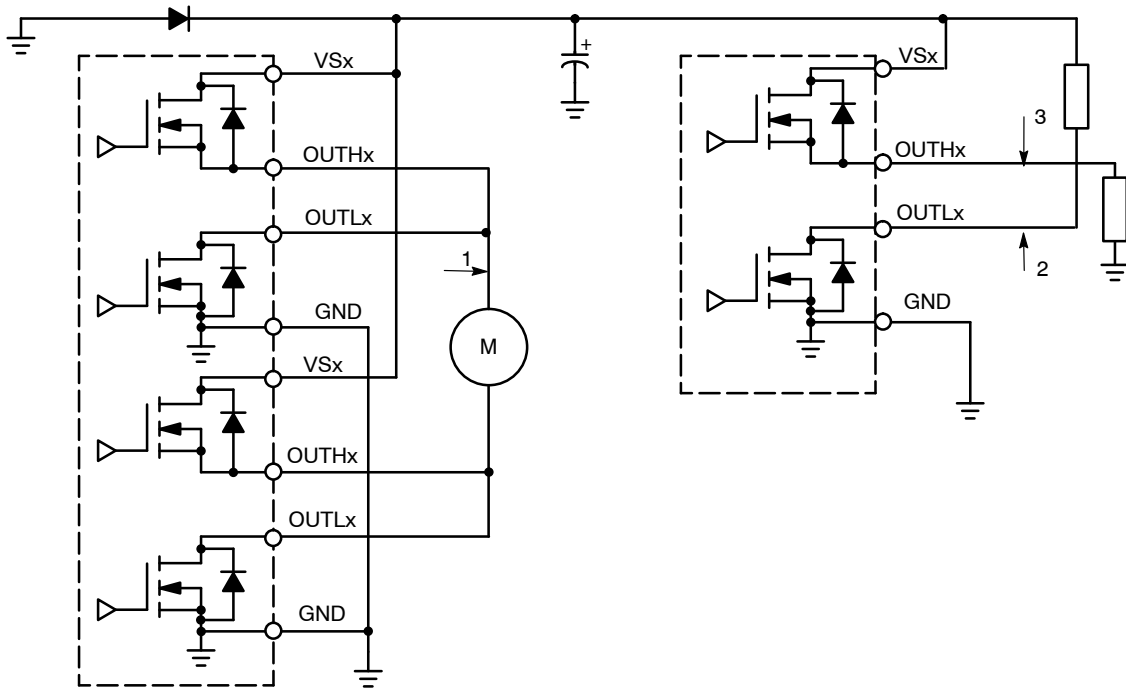 +
VSx
OUTHx
OUTLx
1
GND
M
VSx
OUTHx
OUTLx
GND
VSx
3
OUTHx
OUTLx
2
GND